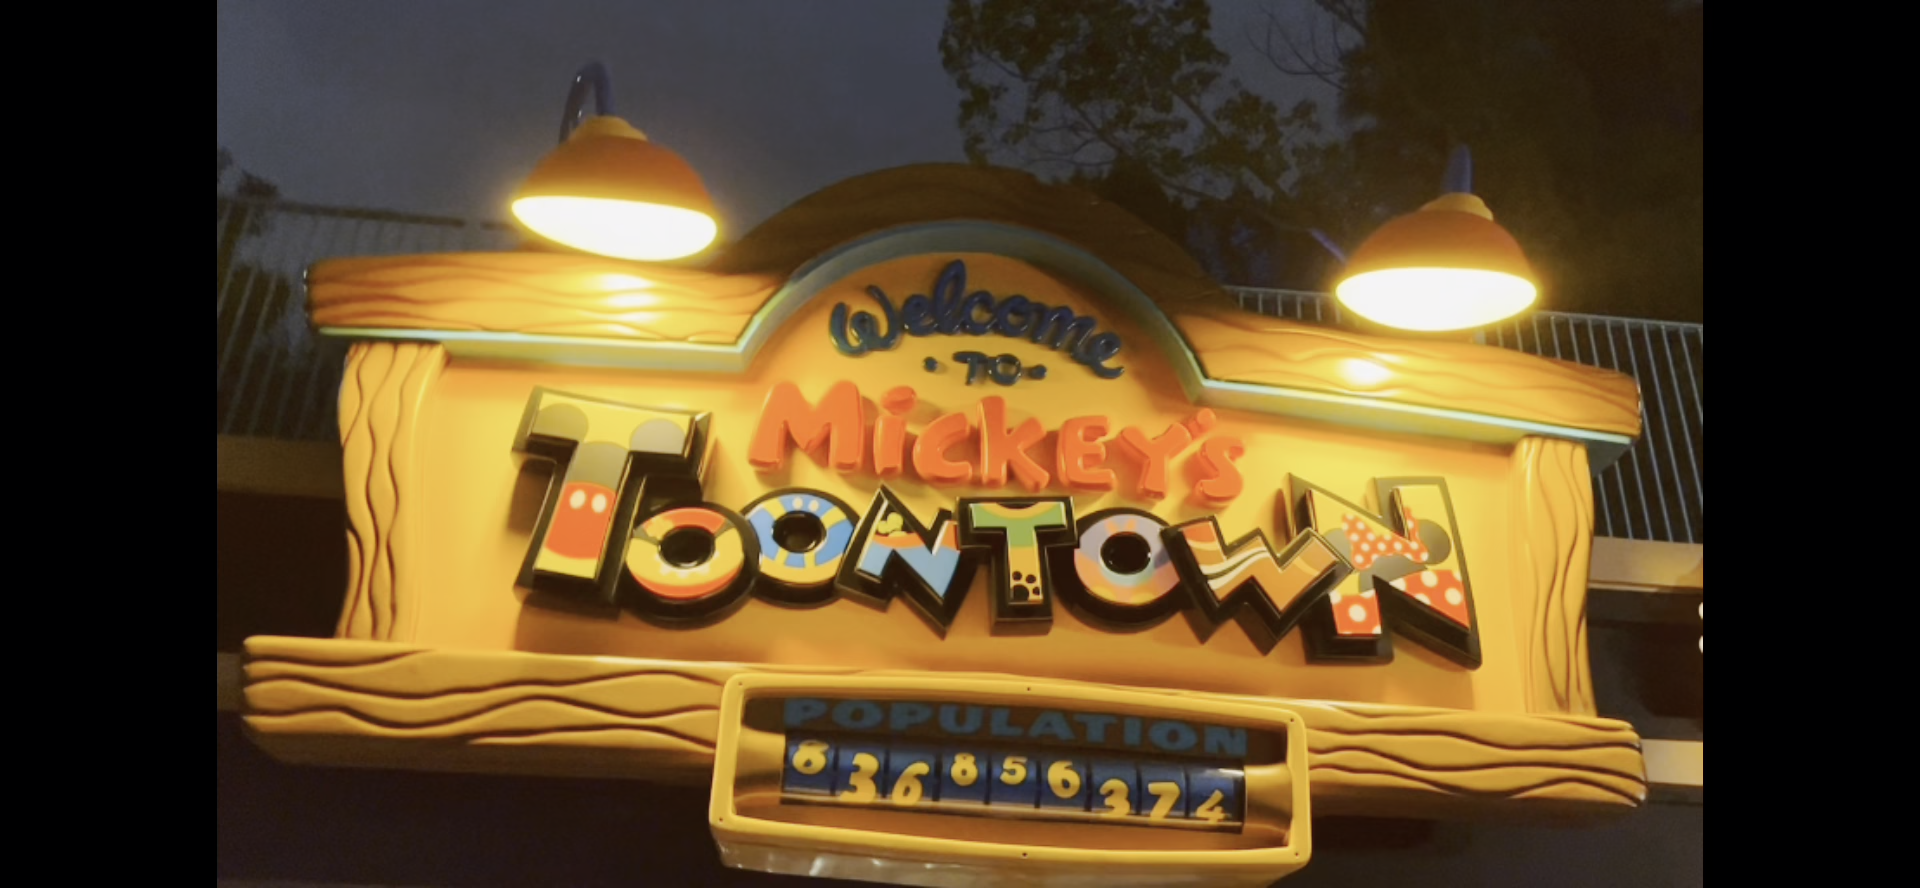 Welcome
• TO •
MICKEY'S
TOONTOWN
POPULATION
836856374